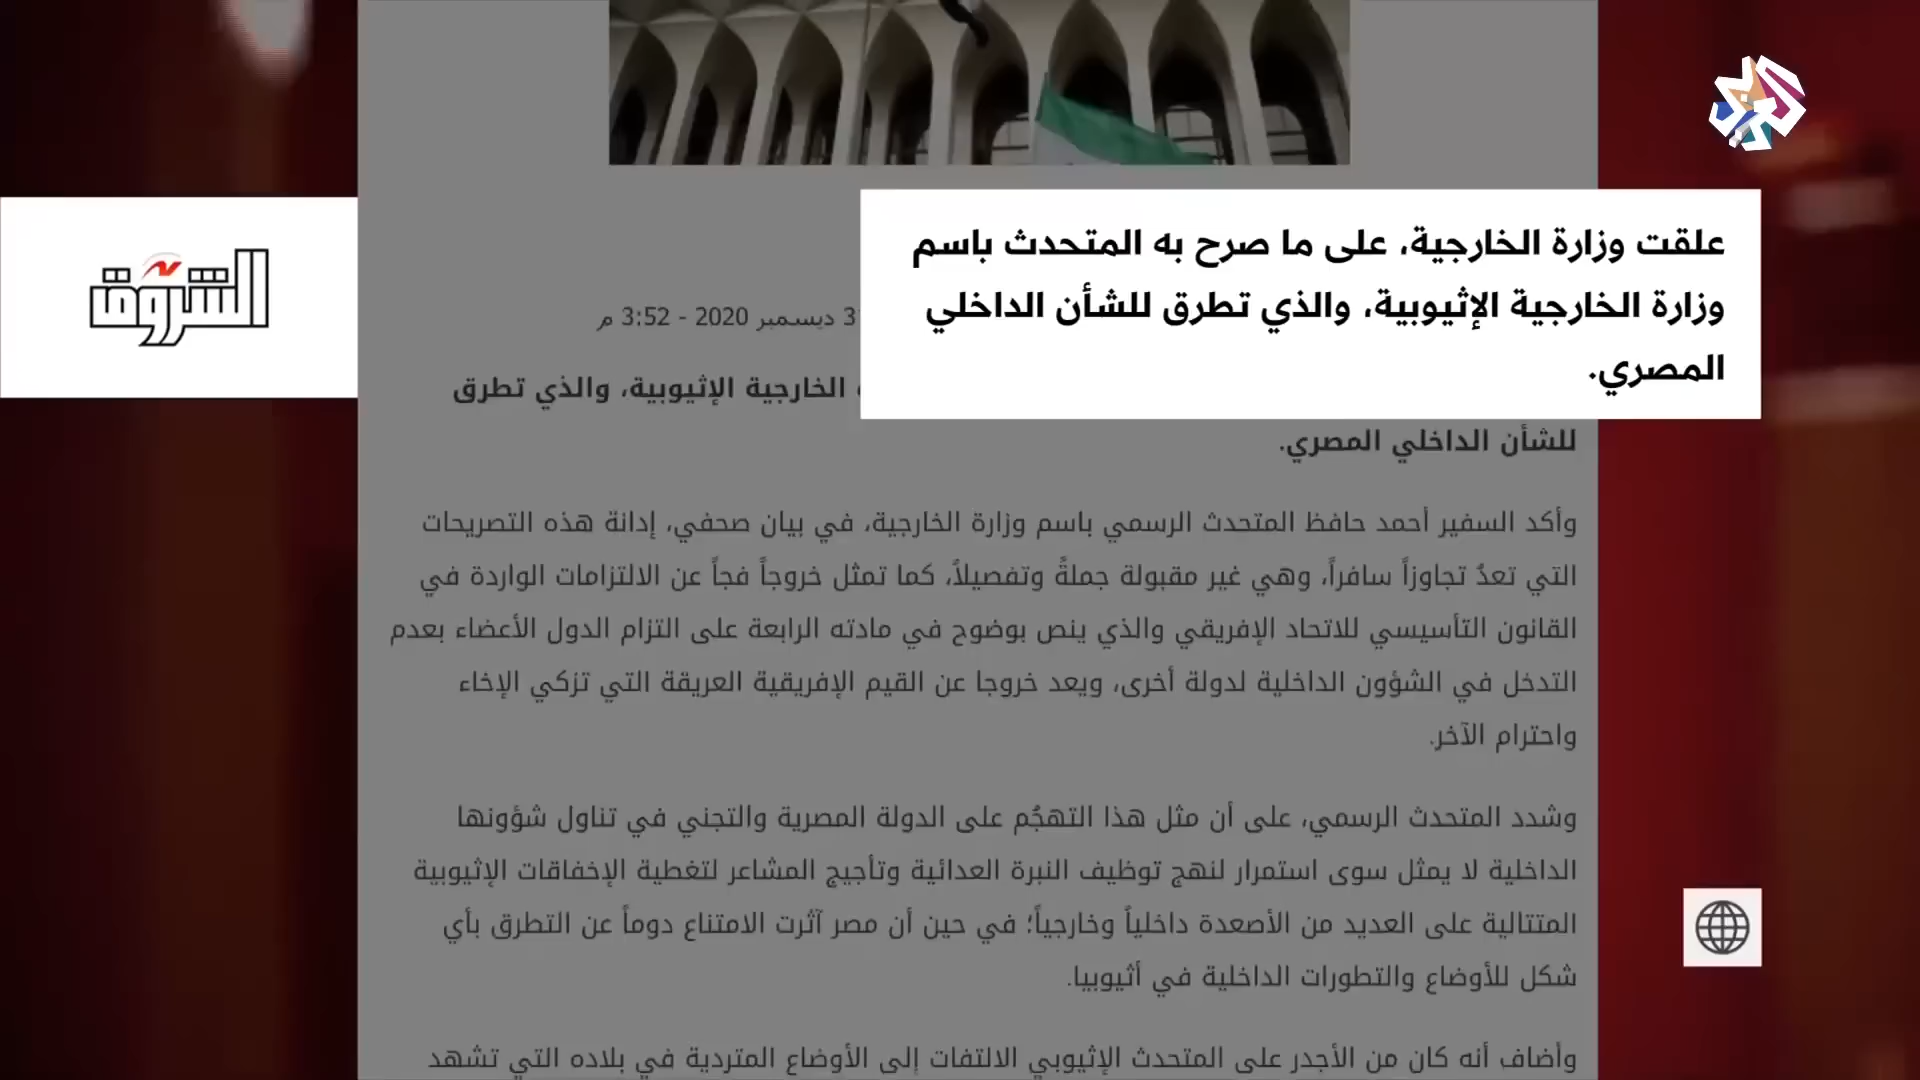 علقت وزارة الخارجية، على ما صرح به المتحدث باسم
وزارة الخارجية الإثيوبية، والذي تطرق للشأن الداخلي
المصري.
الشروق
ديسمبر 2020 - 3:52 م
الخارجية الإثيوبية، والذي تطرق
للشأن الداخلي المصري.
وأكد السفير أحمد حافظ المتحدث الرسمي باسم وزارة الخارجية، في بيان صحفي، إدانة هذه التصريحات
التي تعدُ تجاوزاً سافراً، وهي غير مقبولة جملةً وتفصيلاً، كما تمثل خروجاً فجاً عن الالتزامات الواردة في
القانون التأسيسي للاتحاد الإفريقي والذي ينص بوضوح في مادته الرابعة على التزام الدول الأعضاء بعدم
التدخل في الشؤون الداخلية لدولة أخرى، ويعد خروجا عن القيم الإفريقية العريقة التي تزكي الإخاء
واحترام الآخر.
وشدد المتحدث الرسمي، على أن مثل هذا التهجُم على الدولة المصرية والتجني في تناول شؤونها
الداخلية لا يمثل سوى استمرار لنهج توظيف النبرة العدائية وتأجيج المشاعر لتغطية الإخفاقات الإثيوبية
المتتالية على العديد من الأصعدة داخلياً وخارجياً؛ في حين أن مصر آثرت الامتناع دوماً عن التطرق بأي
شكل للأوضاع والتطورات الداخلية في أثيوبيا.
وأضاف أنه كان من الأجدر على المتحدث الإثيوبي الالتفات إلى الأوضاع المتردية في بلاده التي تشهد